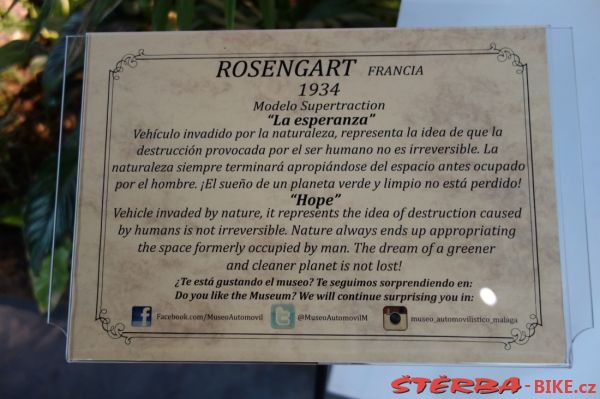 ROSENGART FRANCIA
1934
Modelo Supertraction
“La esperanza”
Vehículo invadido por la naturaleza, representa la idea de que la
destrucción provocada por el ser humano no es irreversible. La
naturaleza siempre terminará apropiándose del espacio antes ocupado
por el hombre. ¡El sueño de un planeta verde y limpio no está perdido!
“Hope”
Vehicle invaded by nature, it represents the idea of destruction caused
by humans is not irreversible. Nature always ends up appropriating
the space formerly occupied by man. The dream of a greener
and cleaner planet is not lost!
¿Te está gustando el museo? Te seguimos sorprendiendo en:
Do you like the Museum? We will continue surprising you in:
Facebook.com/MuseoAutomovil @MuseoAutomovilM museo_automovilistico_malaga
ŠTĚRBA-BIKE.cz